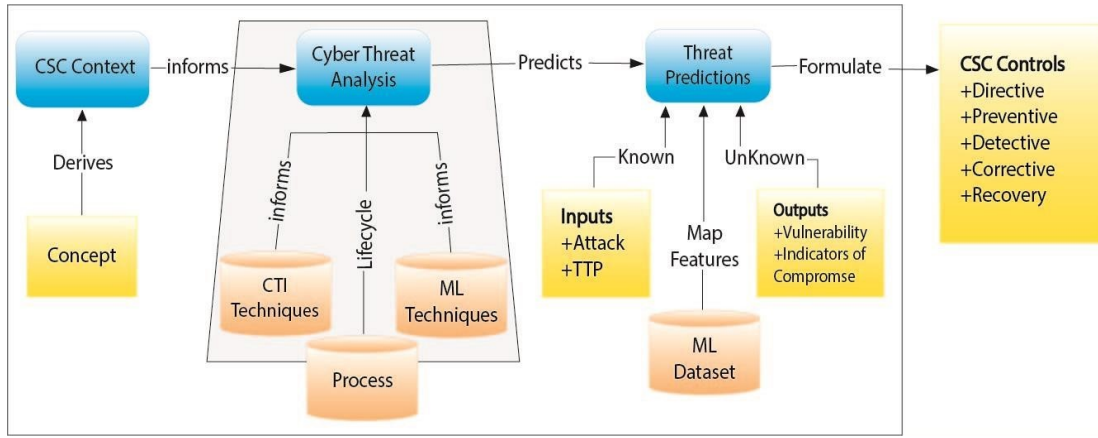 CSC Context
informs
Cyber Threat
Analysis
Predicts
Threat
Predictions
Formulate
CSC Controls
+Directive
+Preventive
+Detective
+Corrective
+Recovery
Derives
Concept
informs
Lifecycle
informs
CTI
Techniques
ML
Techniques
Process
Known
UnKnown
Inputs
+Attack
+TTP
Map
Features
Outputs
+Vulnerability
+Indicators of
Compromse
ML
Dataset